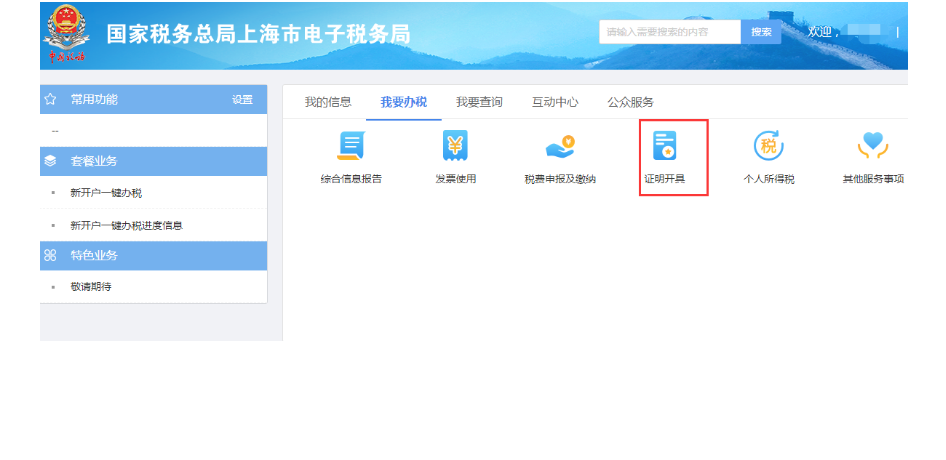 国家税务总局上海市电子税务局
请输入需要搜索的内容
搜索
欢迎，
|
中国税务
常用功能
设置
--
套餐业务
新开户一键办税
新开户一键办税进度信息
特色业务
敬请期待
我的信息
我要办税
我要查询
互动中心
公众服务
综合信息报告
发票使用
税费申报及缴纳
证明开具
税
个人所得税
其他服务事项